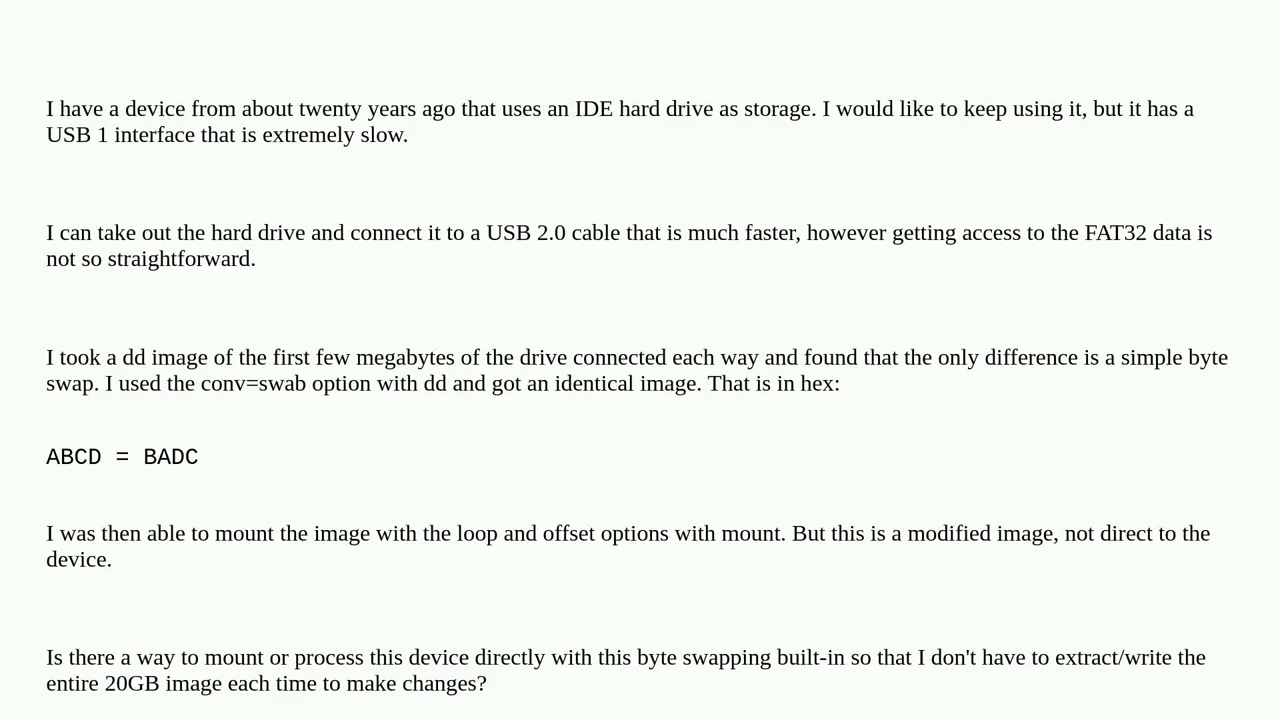 I have a device from about twenty years ago that uses an IDE hard drive as storage. I would like to keep using it, but it has a
USB 1 interface that is extremely slow.
I can take out the hard drive and connect it to a USB 2.0 cable that is much faster, however getting access to the FAT32 data is
not so straightforward.
I took a dd image of the first few megabytes of the drive connected each way and found that the only difference is a simple byte
swap. I used the conv=swab option with dd and got an identical image. That is in hex:
ABCD = BADC
I was then able to mount the image with the loop and offset options with mount. But this is a modified image, not direct to the
device.
Is there a way to mount or process this device directly with this byte swapping built-in so that I don't have to extract/write the
entire 20GB image each time to make changes?